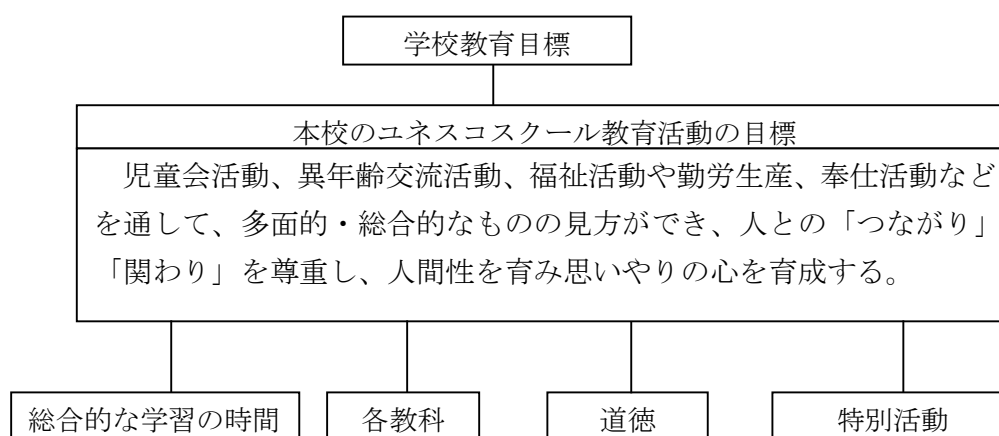 学校教育目標
本校のユネスコスクール教育活動の目標
児童会活動、異年齢交流活動、福祉活動や勤労生産、奉仕活動など
を通して、多面的・総合的なものの見方ができ、人との「つながり」
「関わり」を尊重し、人間性を育み思いやりの心を育成する。
総合的な学習の時間
各教科
道徳
特別活動